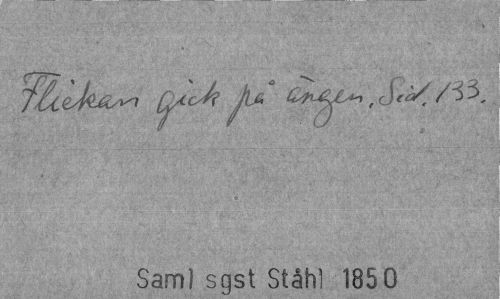 Flickan gick på ängen. Sid. 133.
Saml sgst Ståhl 1850